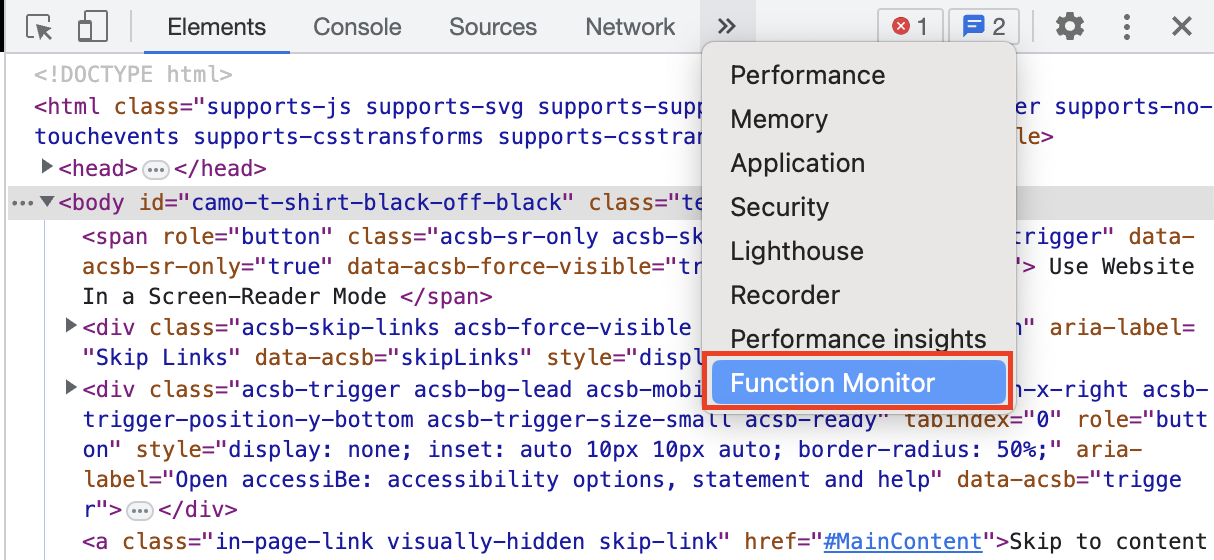 Elements Console Sources Network » 1 2
Performance
Memory
Application
Security
Lighthouse
Recorder
Performance insights
Function Monitor
<!DOCTYPE html>
<html class="supports-js supports-svg supports-supp er supports-no-
touchevents supports-csstransforms supports-csstran le>
<head> ••• </head>
••• <body id="camo-t-shirt-black-off-black" class="te
<span role="button" class="acsb-sr-only acsb-sk trigger" data-
acsb-sr-only="true" data-acsb-force-visible="tr "> Use Website
In a Screen-Reader Mode </span>
<div class="acsb-skip-links acsb-force-visible n" aria-label=
"Skip Links" data-acsb="skipLinks" style="displ
<div class="acsb-trigger acsb-bg-lead acsb-mobi n-x-right acsb-
trigger-position-y-bottom acsb-trigger-size-small acsb-ready" tabindex="0" role="butt
on" style="display: none; inset: auto 10px 10px auto; border-radius: 50%;" aria-
label="Open accessiBe: accessibility options, statement and help" data-acsb="trigge
r"> ••• </div>
<a class="in-page-link visually-hidden skip-link" href="#MainContent">Skip to content